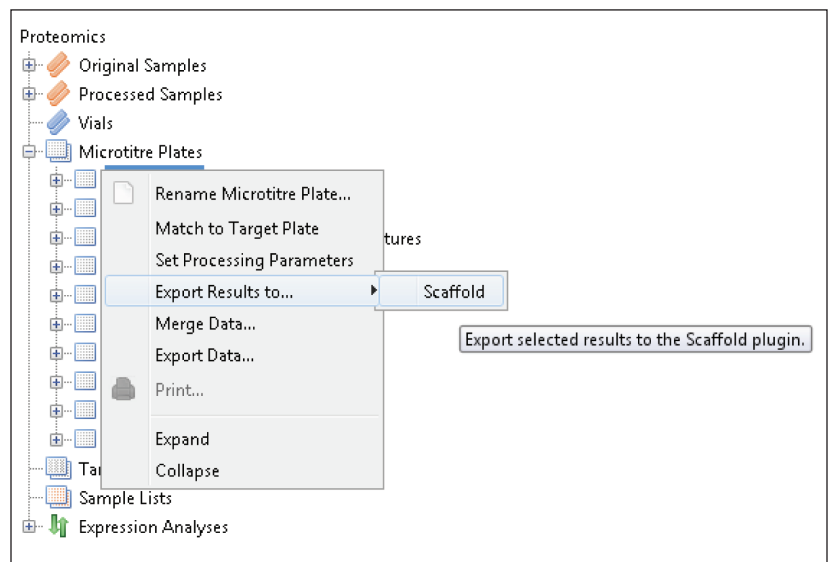 Proteomics
Original Samples
Processed Samples
Vials
Microtitre Plates
Rename Microtitre Plate...
Match to Target Plate
tures
Set Processing Parameters
Export Results to...
Scaffold
Merge Data...
Export selected results to the Scaffold plugin.
Export Data...
Print...
Expand
Collapse
Ta
Sample Lists
Expression Analyses